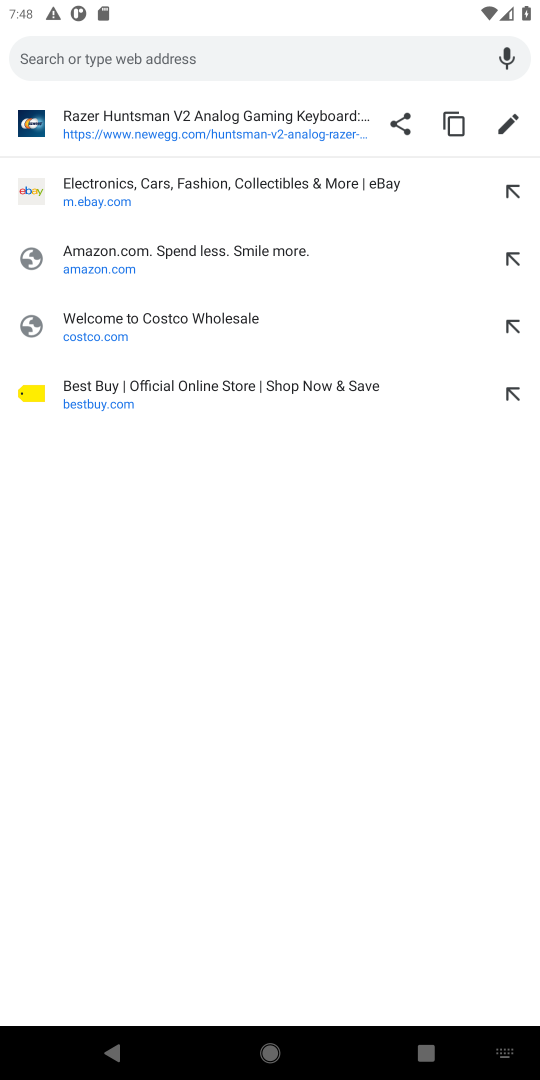 7:48
Search or type web address
Razer Huntsman V2 Analog Gaming Keyboard:...
https://www.newegg.com/huntsman-v2-analog-razer-...
ebay
Electronics, Cars, Fashion, Collectibles & More | eBay
m.ebay.com
Amazon.com. Spend less. Smile more.
amazon.com
Welcome to Costco Wholesale
costco.com
Best Buy | Official Online Store | Shop Now & Save
bestbuy.com